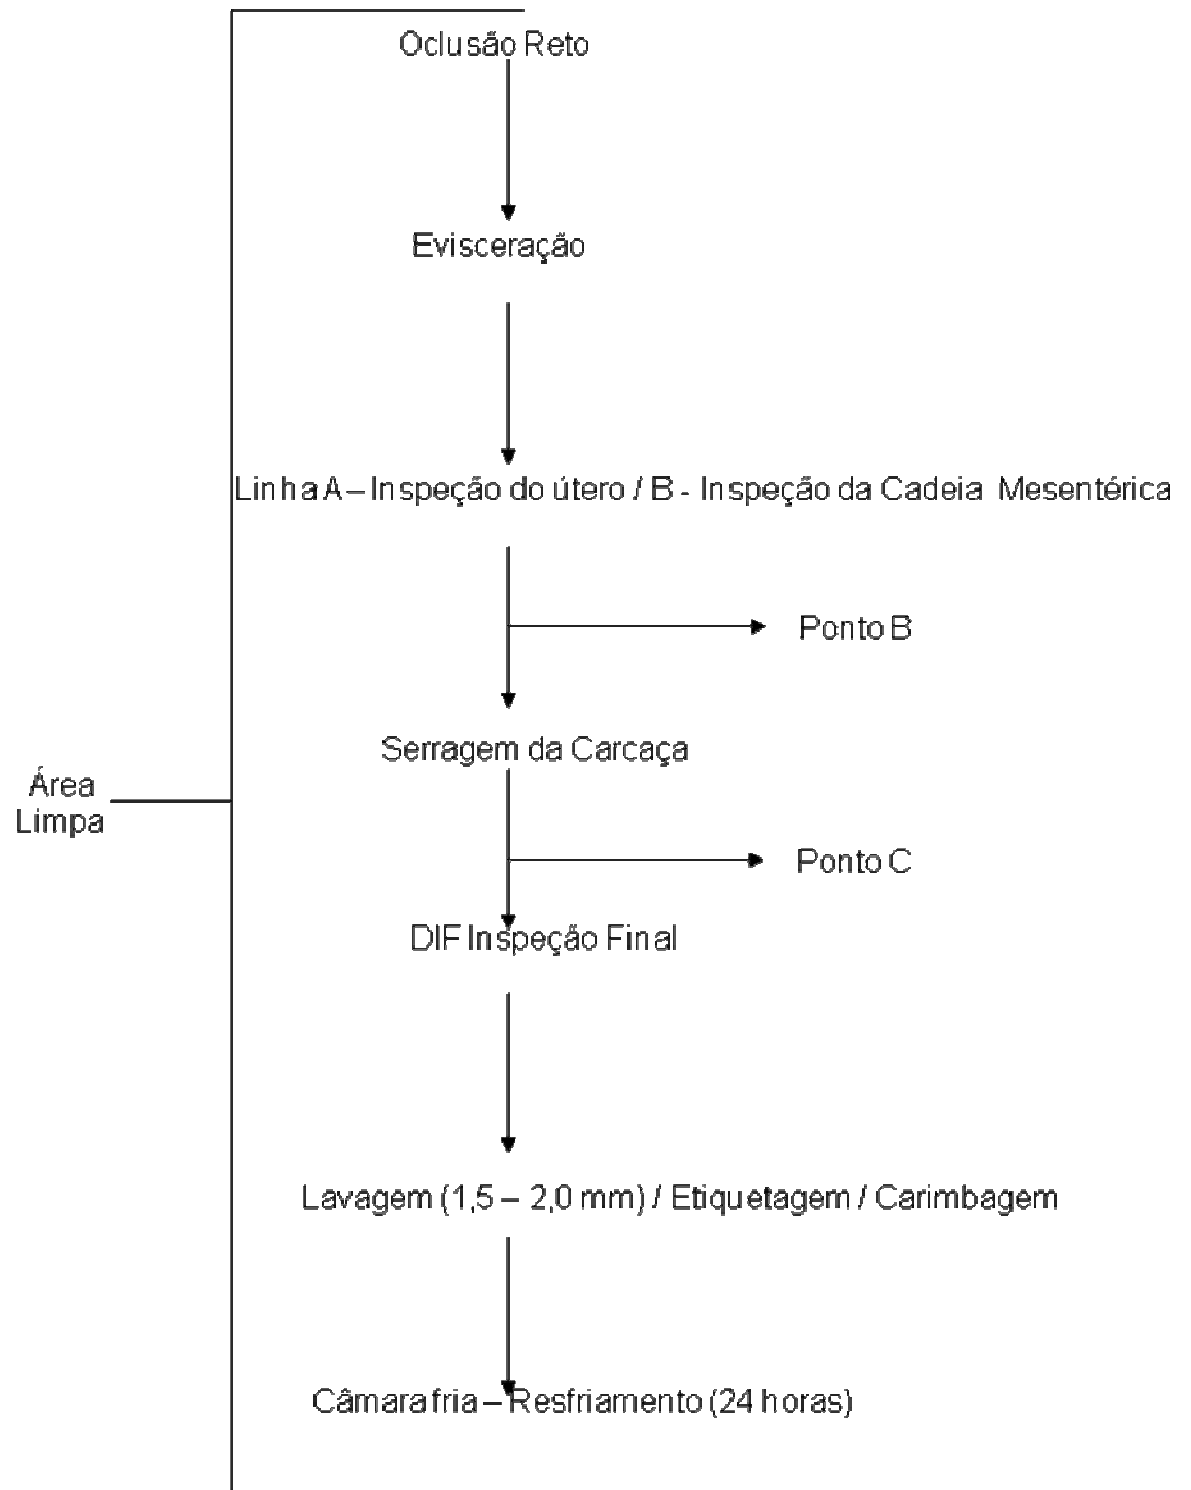 Oclusão Reto
Evisceração
Linha A – Inspeção do útero / B - Inspeção da Cadeia Mesentérica
Ponto B
Serragem da Carcaça
Área
Limpa
Ponto C
DIF Inspeção Final
Lavagem (1,5 – 2,0 mm) / Etiquetagem / Carimbagem
Câmara fria – Resfriamento (24 horas)